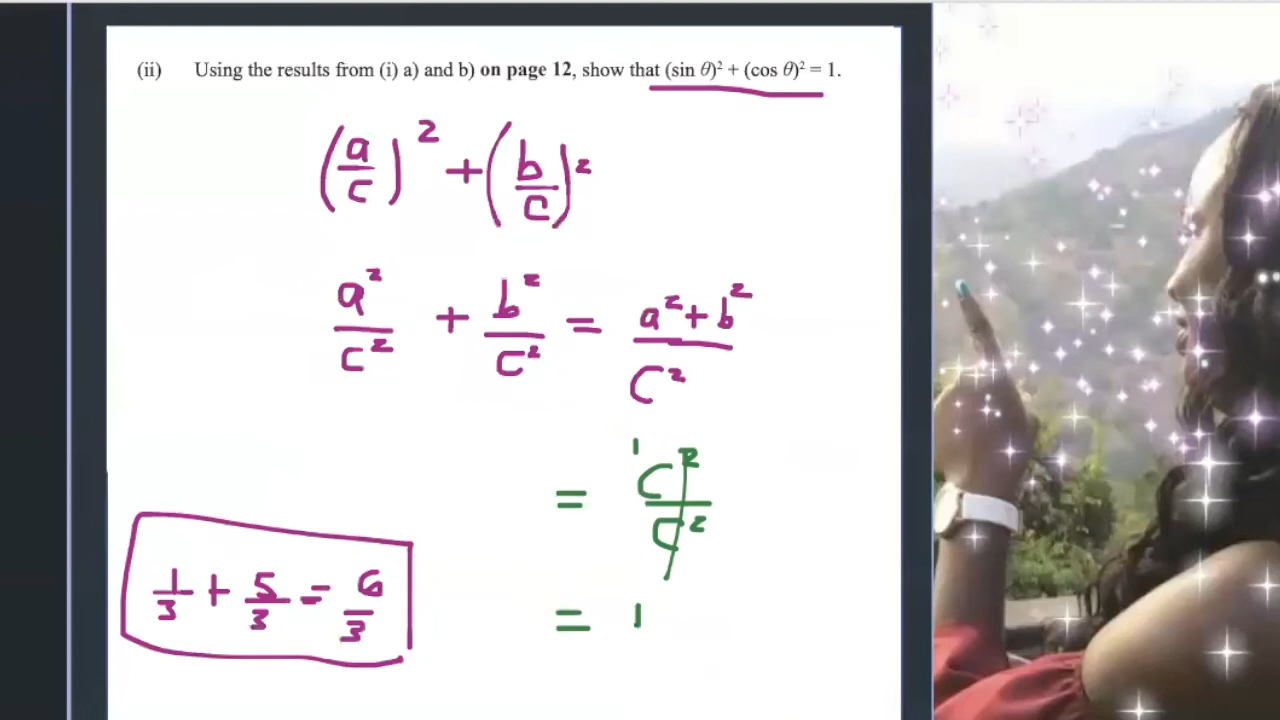 (ii) Using the results from (i) a) and b) on page 12, show that (sin θ)² + (cos θ)² = 1.
(a/c)² + (b/c)²
a²/c² + b²/c² = a²+b²/c²
= ¹ c²/c²
1/3 + 5/3 = 6/3
= 1